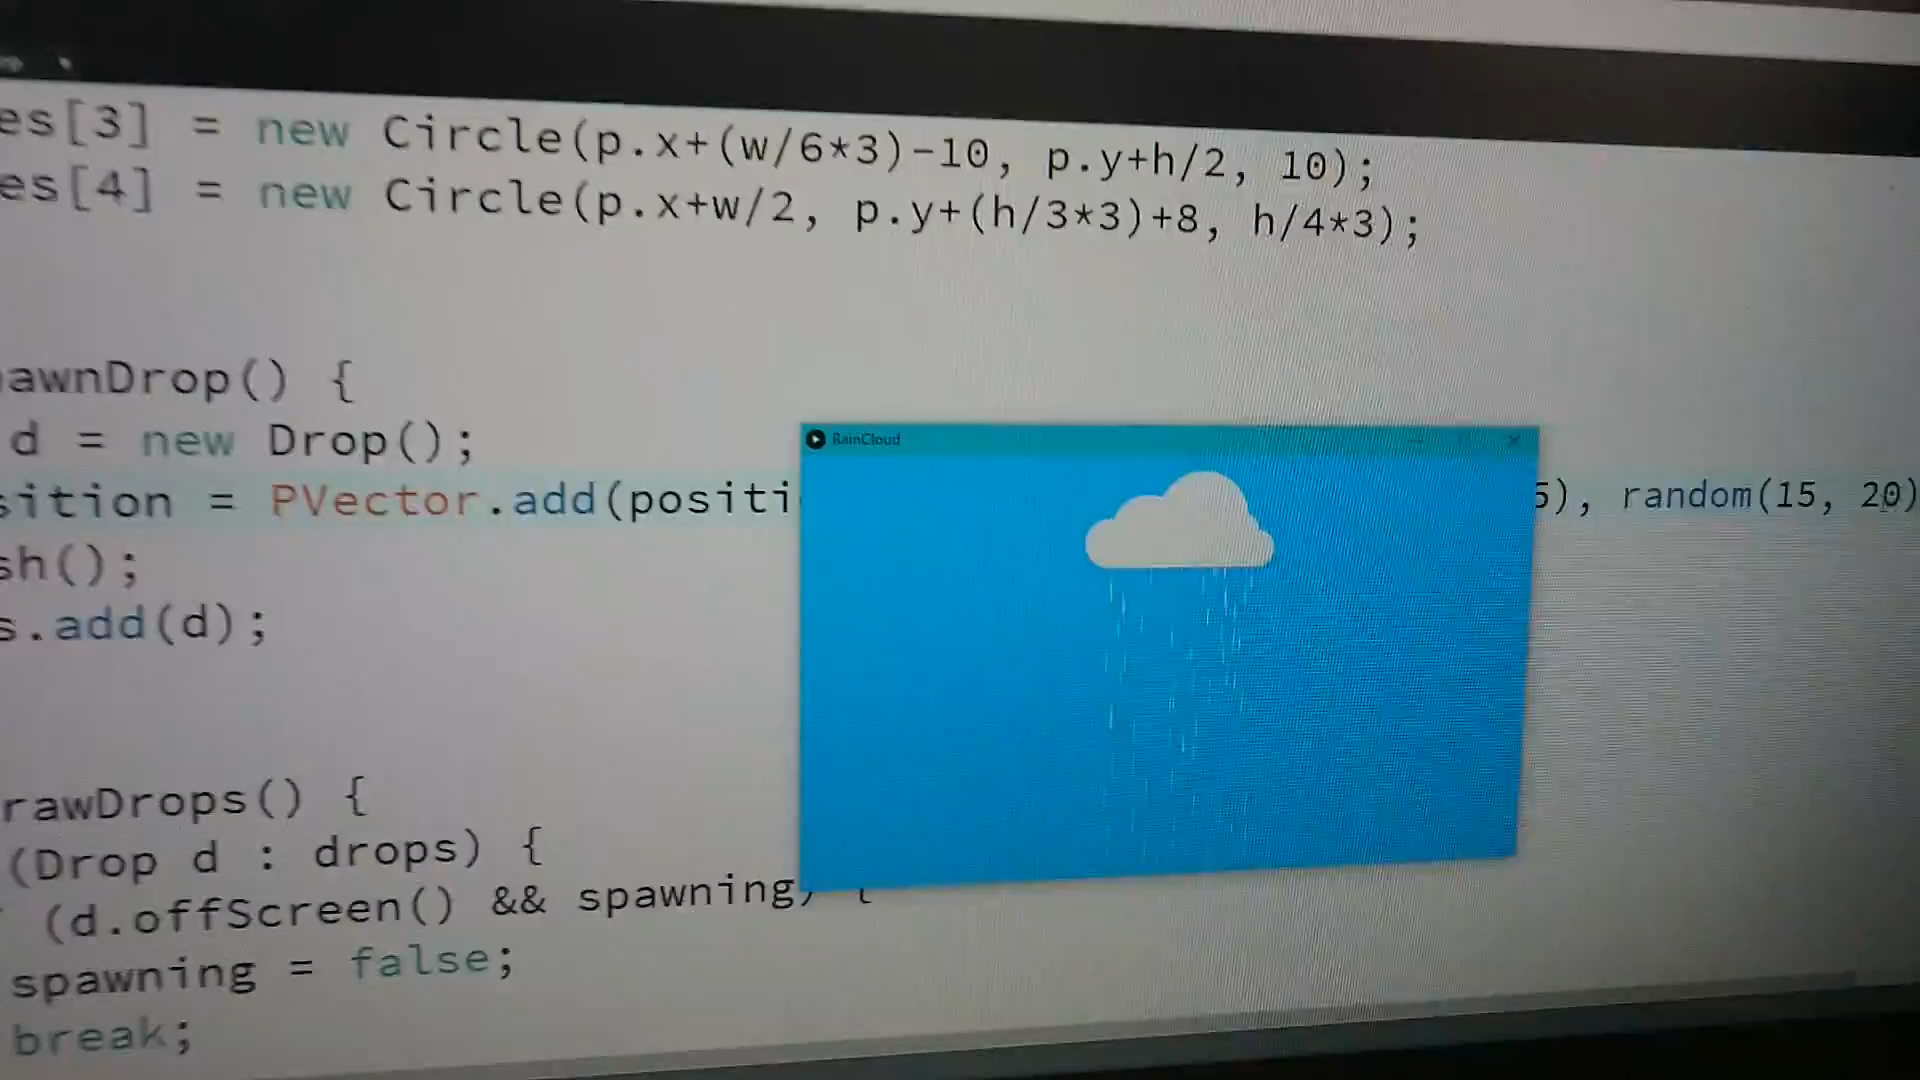 es[3] = new Circle(p.x+(w/6*3)-10, p.y+h/2, 10);
es[4] = new Circle(p.x+w/2, p.y+(h/3*3)+8, h/4*3);
awnDrop() {
d = new Drop();
RainCloud
sition = PVector.add(positi 5), random(15, 20)
sh();
s.add(d);
rawDrops() {
(Drop d : drops) {
(d.offScreen() && spawning) {
spawning = false;
break;